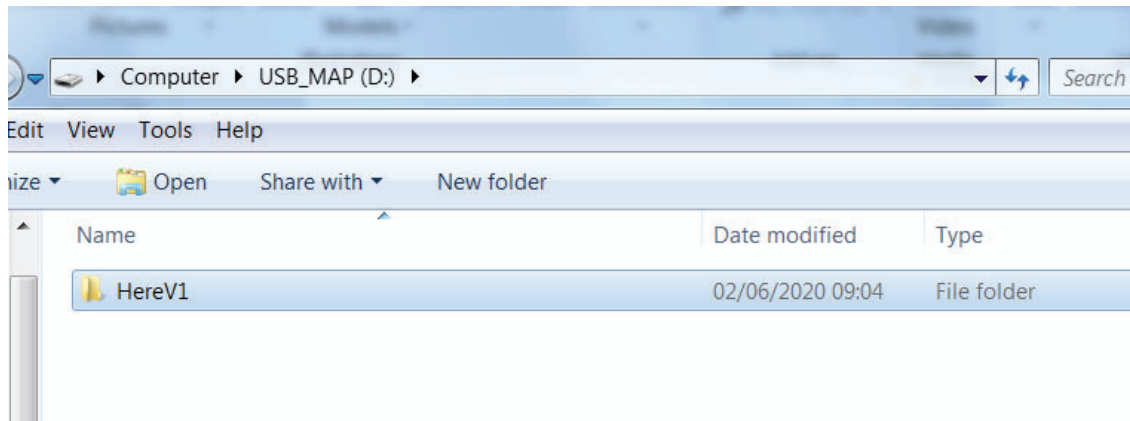 Computer USB_MAP (D:) Search
Edit View Tools Help
Open Share with New folder
Name Date modified Type
HereV1 02/06/2020 09:04 File folder